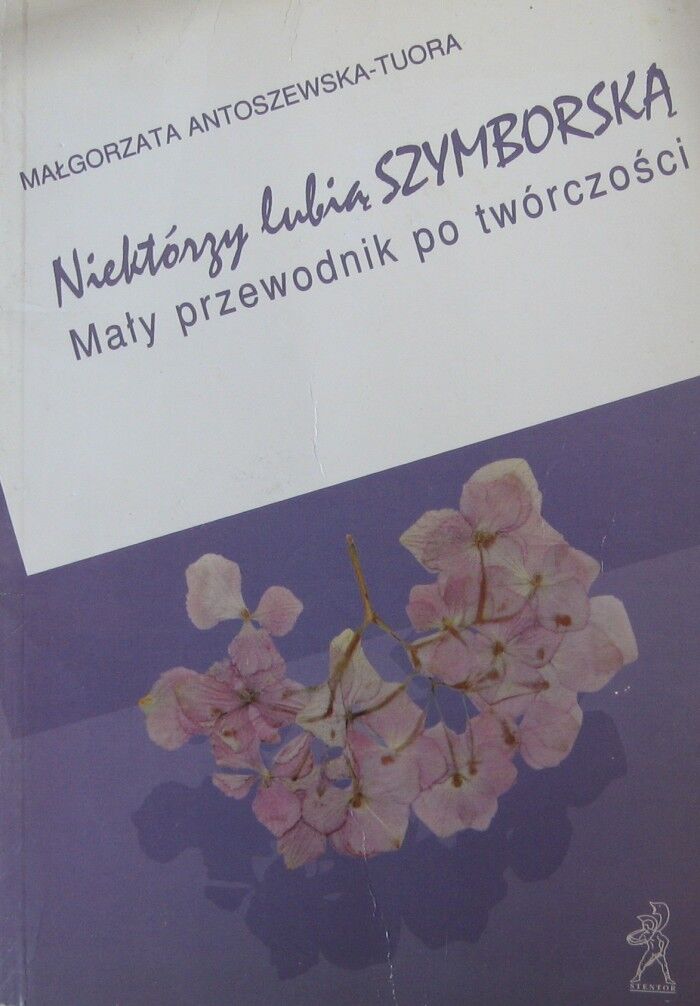 MAŁGORZATA ANTOSZEWSKA-TUORA
Niektórzy lubią SZYMBORSKĄ
Mały przewodnik po twórczości
STENTOR